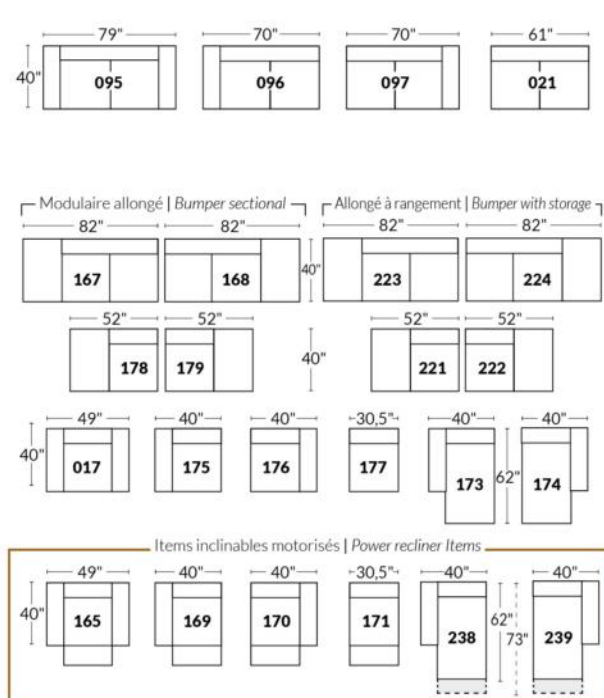 79" 70" 70" 61"
40" 095 096 097 021
Modulaire allongé | Bumper sectional Allongé à rangement | Bumper with storage
82" 82" 82" 82"
167 168 40" 223 224
52" 52" 52" 52"
178 179 40" 221 222
49" 40" 40" 30,5" 40" 40"
40" 017 175 176 177 173 62" 174
Items inclinables motorisés | Power recliner Items
49" 40" 40" 30,5" 40" 40"
40" 165 169 170 171 238 62" 73" 239